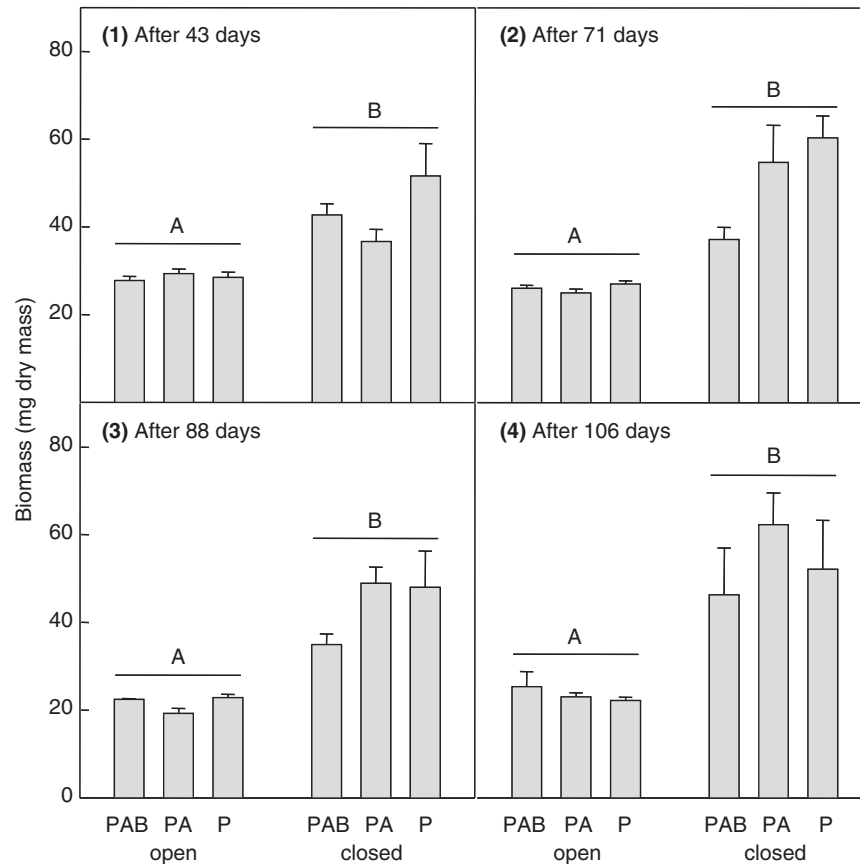 (1) After 43 days
(2) After 71 days
80
60
40
20
A
B
A
B
Biomass (mg dry mass)
(3) After 88 days
(4) After 106 days
80
60
40
20
0
A
B
A
B
PAB PA P PAB PA P PAB PA P PAB PA P
open closed open closed